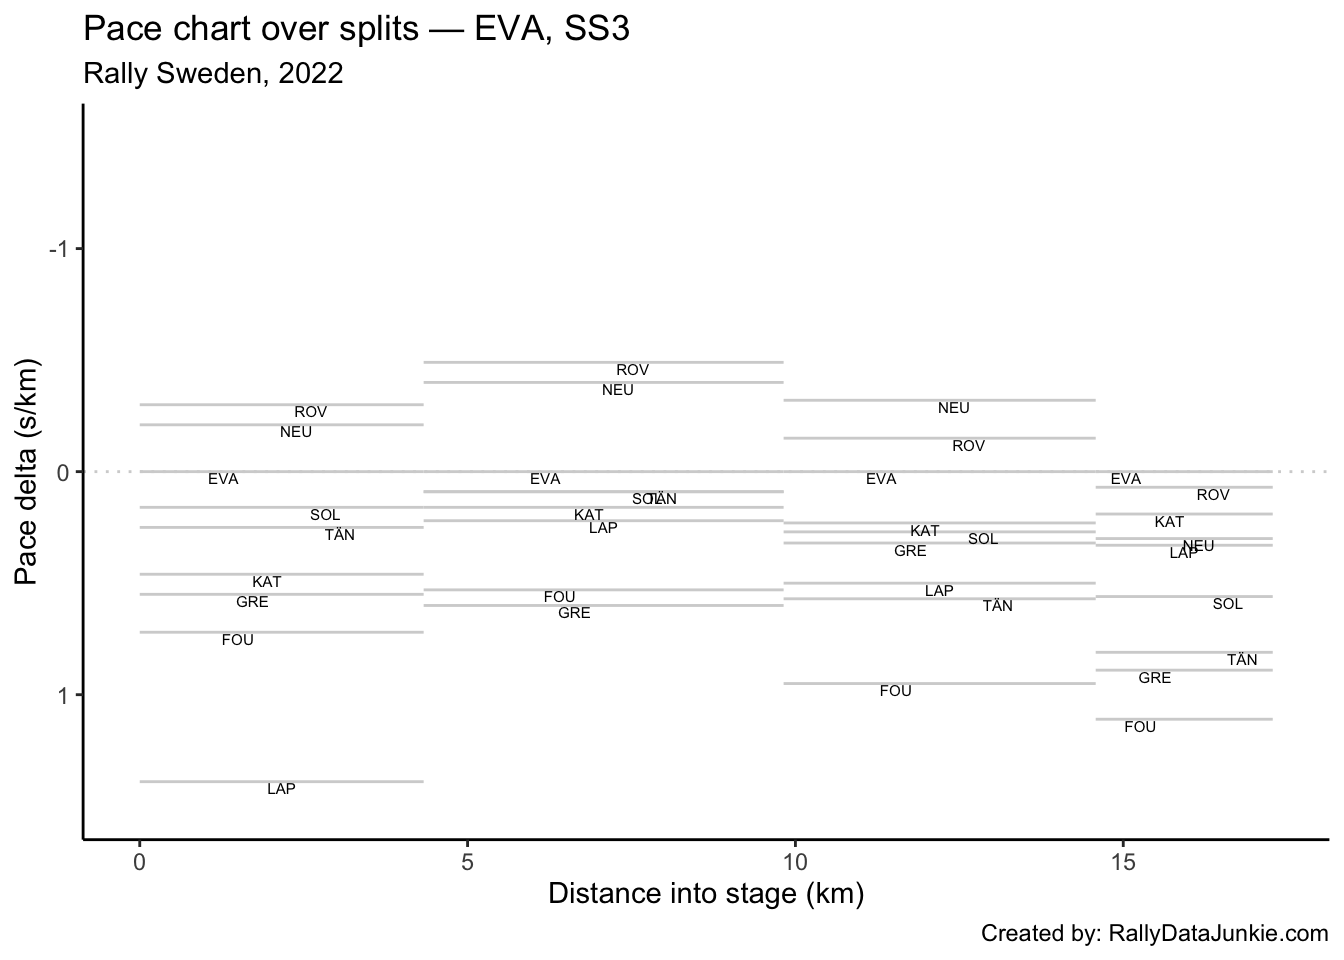 Pace chart over splits — EVA, SS3
Rally Sweden, 2022
Pace delta (s/km)
-1
0
1
ROV
NEU
EVA
SOL
TÄN
KAT
GRE
FOU
LAP
ROV
NEU
EVA
SOL
TÄN
KAT
LAP
FOU
GRE
NEU
ROV
EVA
KAT
SOL
GRE
LAP
TÄN
FOU
EVA
ROV
KAT
NEU
LAP
SOL
TÄN
GRE
FOU
0 5 10 15
Distance into stage (km)
Created by: RallyDataJunkie.com